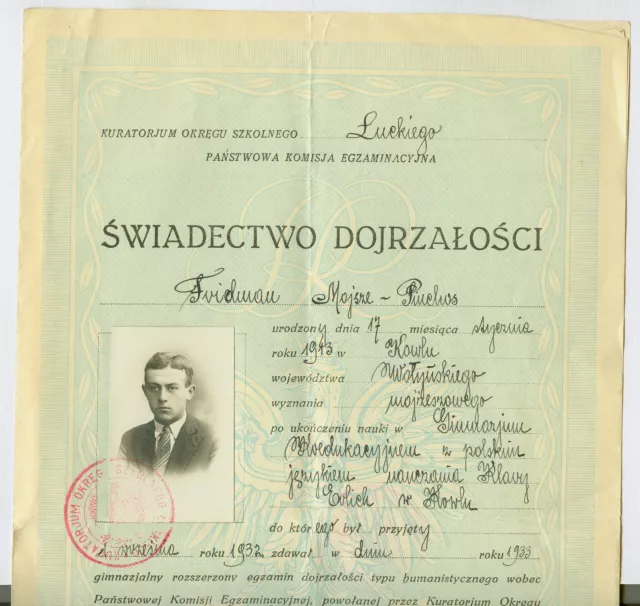 KURATORJUM OKRĘGU SZKOLNEGO Łuckiego
PAŃSTWOWA KOMISJA EGZAMINACYJNA
ŚWIADECTWO DOJRZAŁOŚCI
Fridman Mojsze - Pinchos
urodzony dnia 17 miesiąca stycznia
roku 1913 w Kowlu
województwa Wołyńskiego
wyznania mojżeszowego
po ukończeniu nauki w Gimnazjum
Koedukacyjnem z polskim
językiem nauczania Klary
Erlich w Kowlu
do którego był przyjęty
września roku 1932, zdawał w dniu roku 1933
gimnazjalny rozszerzony egzamin dojrzałości typu humanistycznego wobec
Państwowej Komisji Egzaminacyjnej, powołanej przez Kuratorjum Okręgu